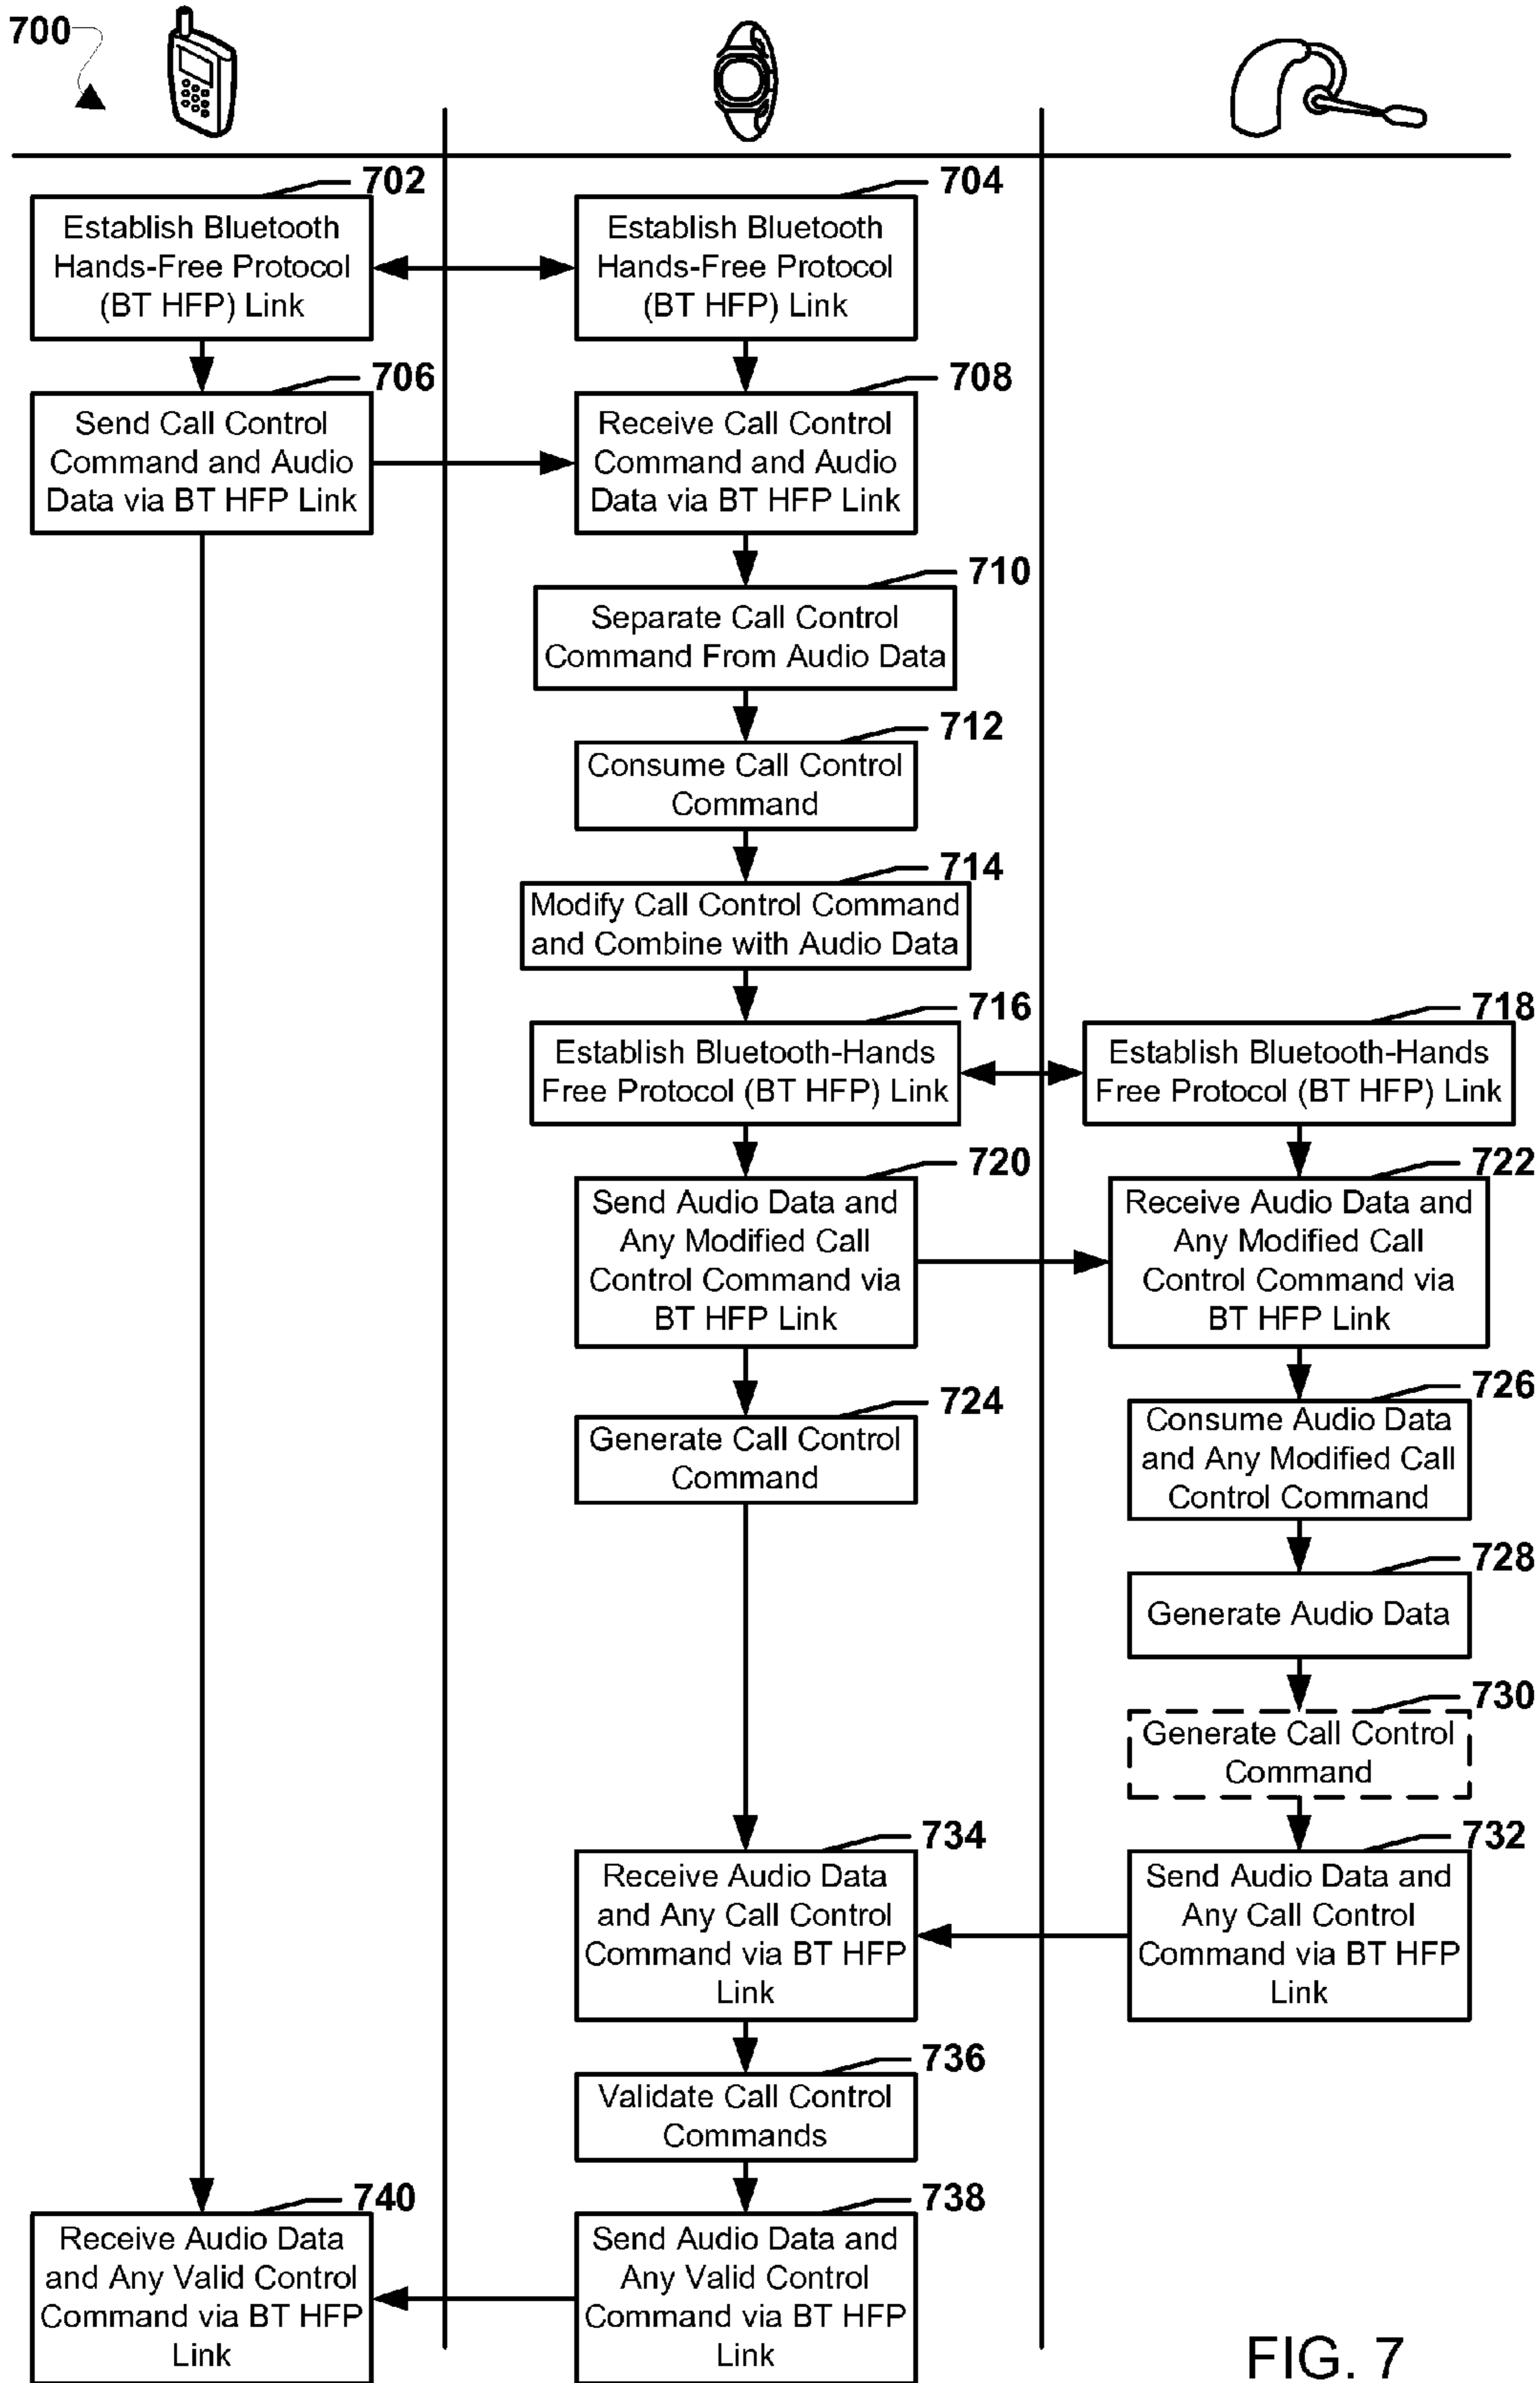 700
702
Establish Bluetooth
Hands-Free Protocol
(BT HFP) Link
704
Establish Bluetooth
Hands-Free Protocol
(BT HFP) Link
706
Send Call Control
Command and Audio
Data via BT HFP Link
708
Receive Call Control
Command and Audio
Data via BT HFP Link
710
Separate Call Control
Command From Audio Data
712
Consume Call Control
Command
714
Modify Call Control Command
and Combine with Audio Data
716
Establish Bluetooth-Hands
Free Protocol (BT HFP) Link
718
Establish Bluetooth-Hands
Free Protocol (BT HFP) Link
720
Send Audio Data and
Any Modified Call
Control Command via
BT HFP Link
722
Receive Audio Data and
Any Modified Call
Control Command via
BT HFP Link
724
Generate Call Control
Command
726
Consume Audio Data
and Any Modified Call
Control Command
728
Generate Audio Data
730
Generate Call Control
Command
732
Send Audio Data and
Any Call Control
Command via BT HFP
Link
734
Receive Audio Data
and Any Call Control
Command via BT HFP
Link
736
Validate Call Control
Commands
738
Send Audio Data and
Any Valid Control
Command via BT HFP
Link
740
Receive Audio Data
and Any Valid Control
Command via BT HFP
Link
FIG. 7